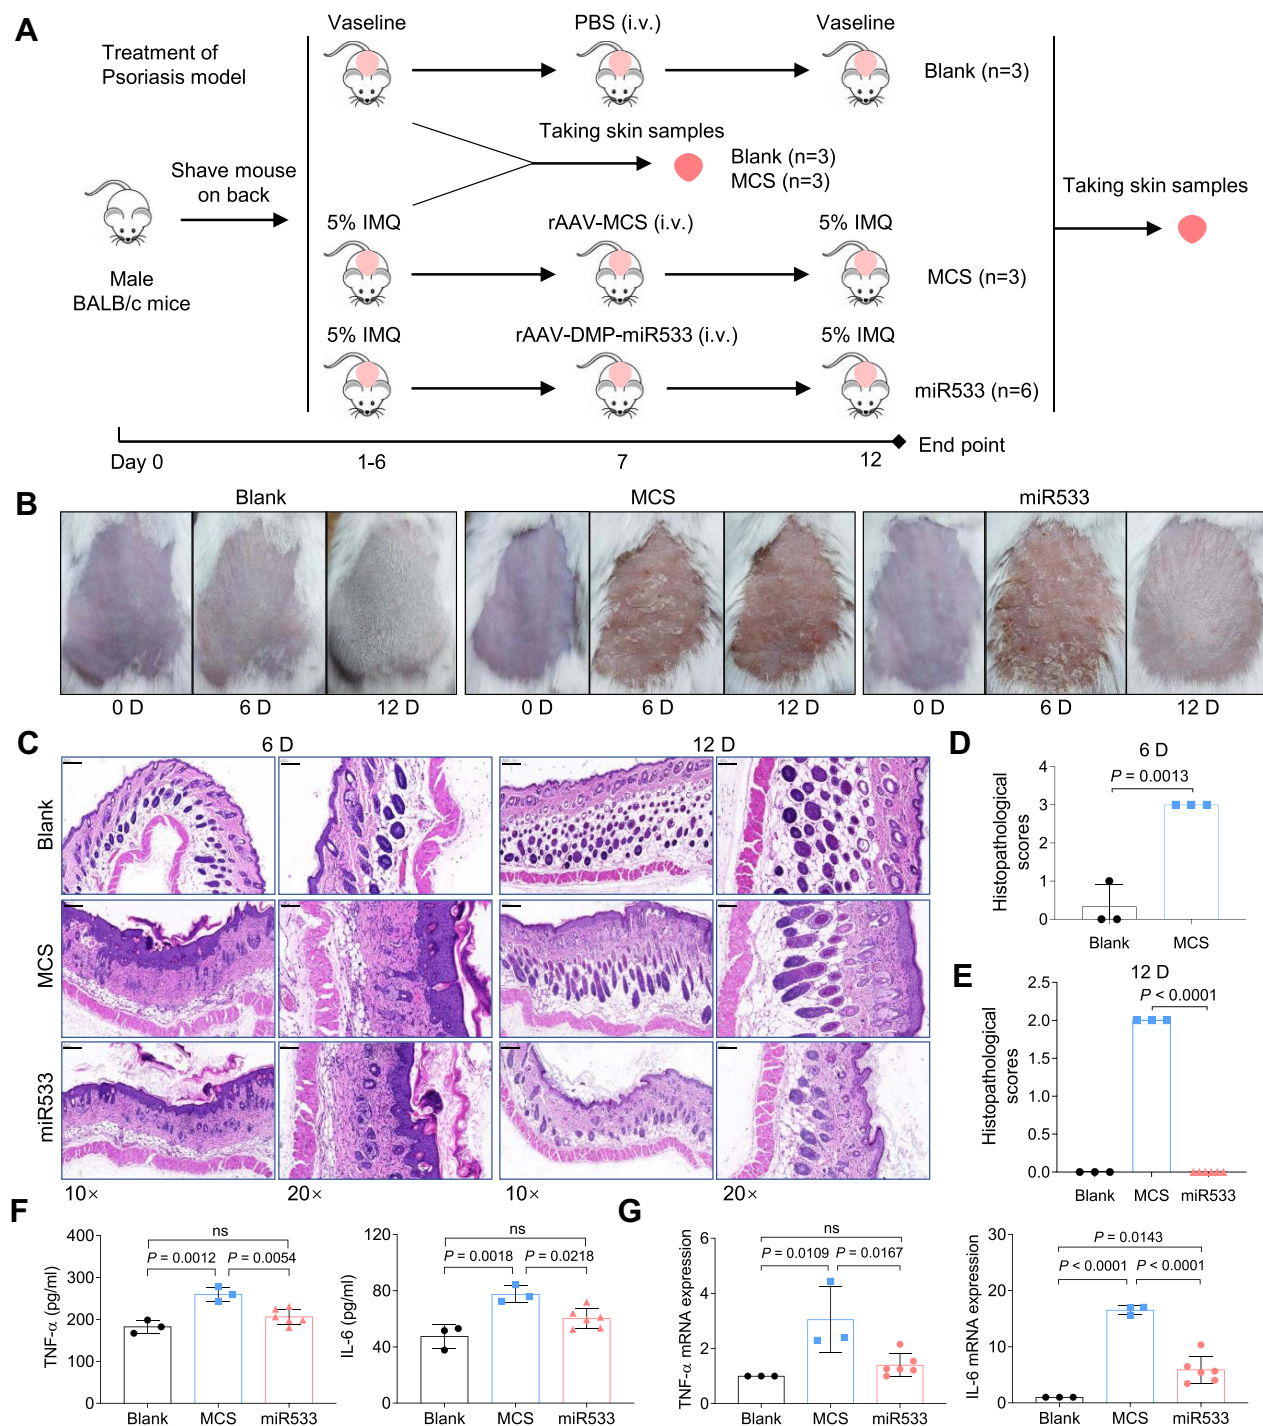 A
Treatment of
Psoriasis model
Vaseline
PBS (i.v.)
Vaseline
Blank (n=3)
Taking skin samples
Blank (n=3)
MCS (n=3)
Shave mouse
on back
Taking skin samples
Male
BALB/c mice
5% IMQ
rAAV-MCS (i.v.)
5% IMQ
MCS (n=3)
5% IMQ
rAAV-DMP-miR533 (i.v.)
5% IMQ
miR533 (n=6)
Day 0
1-6
7
12
End point
B
Blank
MCS
miR533
0 D
6 D
12 D
0 D
6 D
12 D
0 D
6 D
12 D
C
6 D
12 D
Blank
MCS
miR533
10×
20×
10×
20×
D
6 D
P = 0.0013
Histopathological
scores
4
3
2
1
0
Blank
MCS
E
12 D
P < 0.0001
Histopathological
scores
2.5
2.0
1.5
1.0
0.5
0.0
Blank
MCS
miR533
F
ns
P = 0.0012
P = 0.0054
TNF-α (pg/ml)
400
300
200
100
0
Blank
MCS
miR533
ns
P = 0.0018
P = 0.0218
IL-6 (pg/ml)
120
80
40
0
Blank
MCS
miR533
G
ns
P = 0.0109
P = 0.0167
TNF-α mRNA expression
6
4
2
0
Blank
MCS
miR533
P = 0.0143
P < 0.0001
P < 0.0001
IL-6 mRNA expression
30
20
10
0
Blank
MCS
miR533